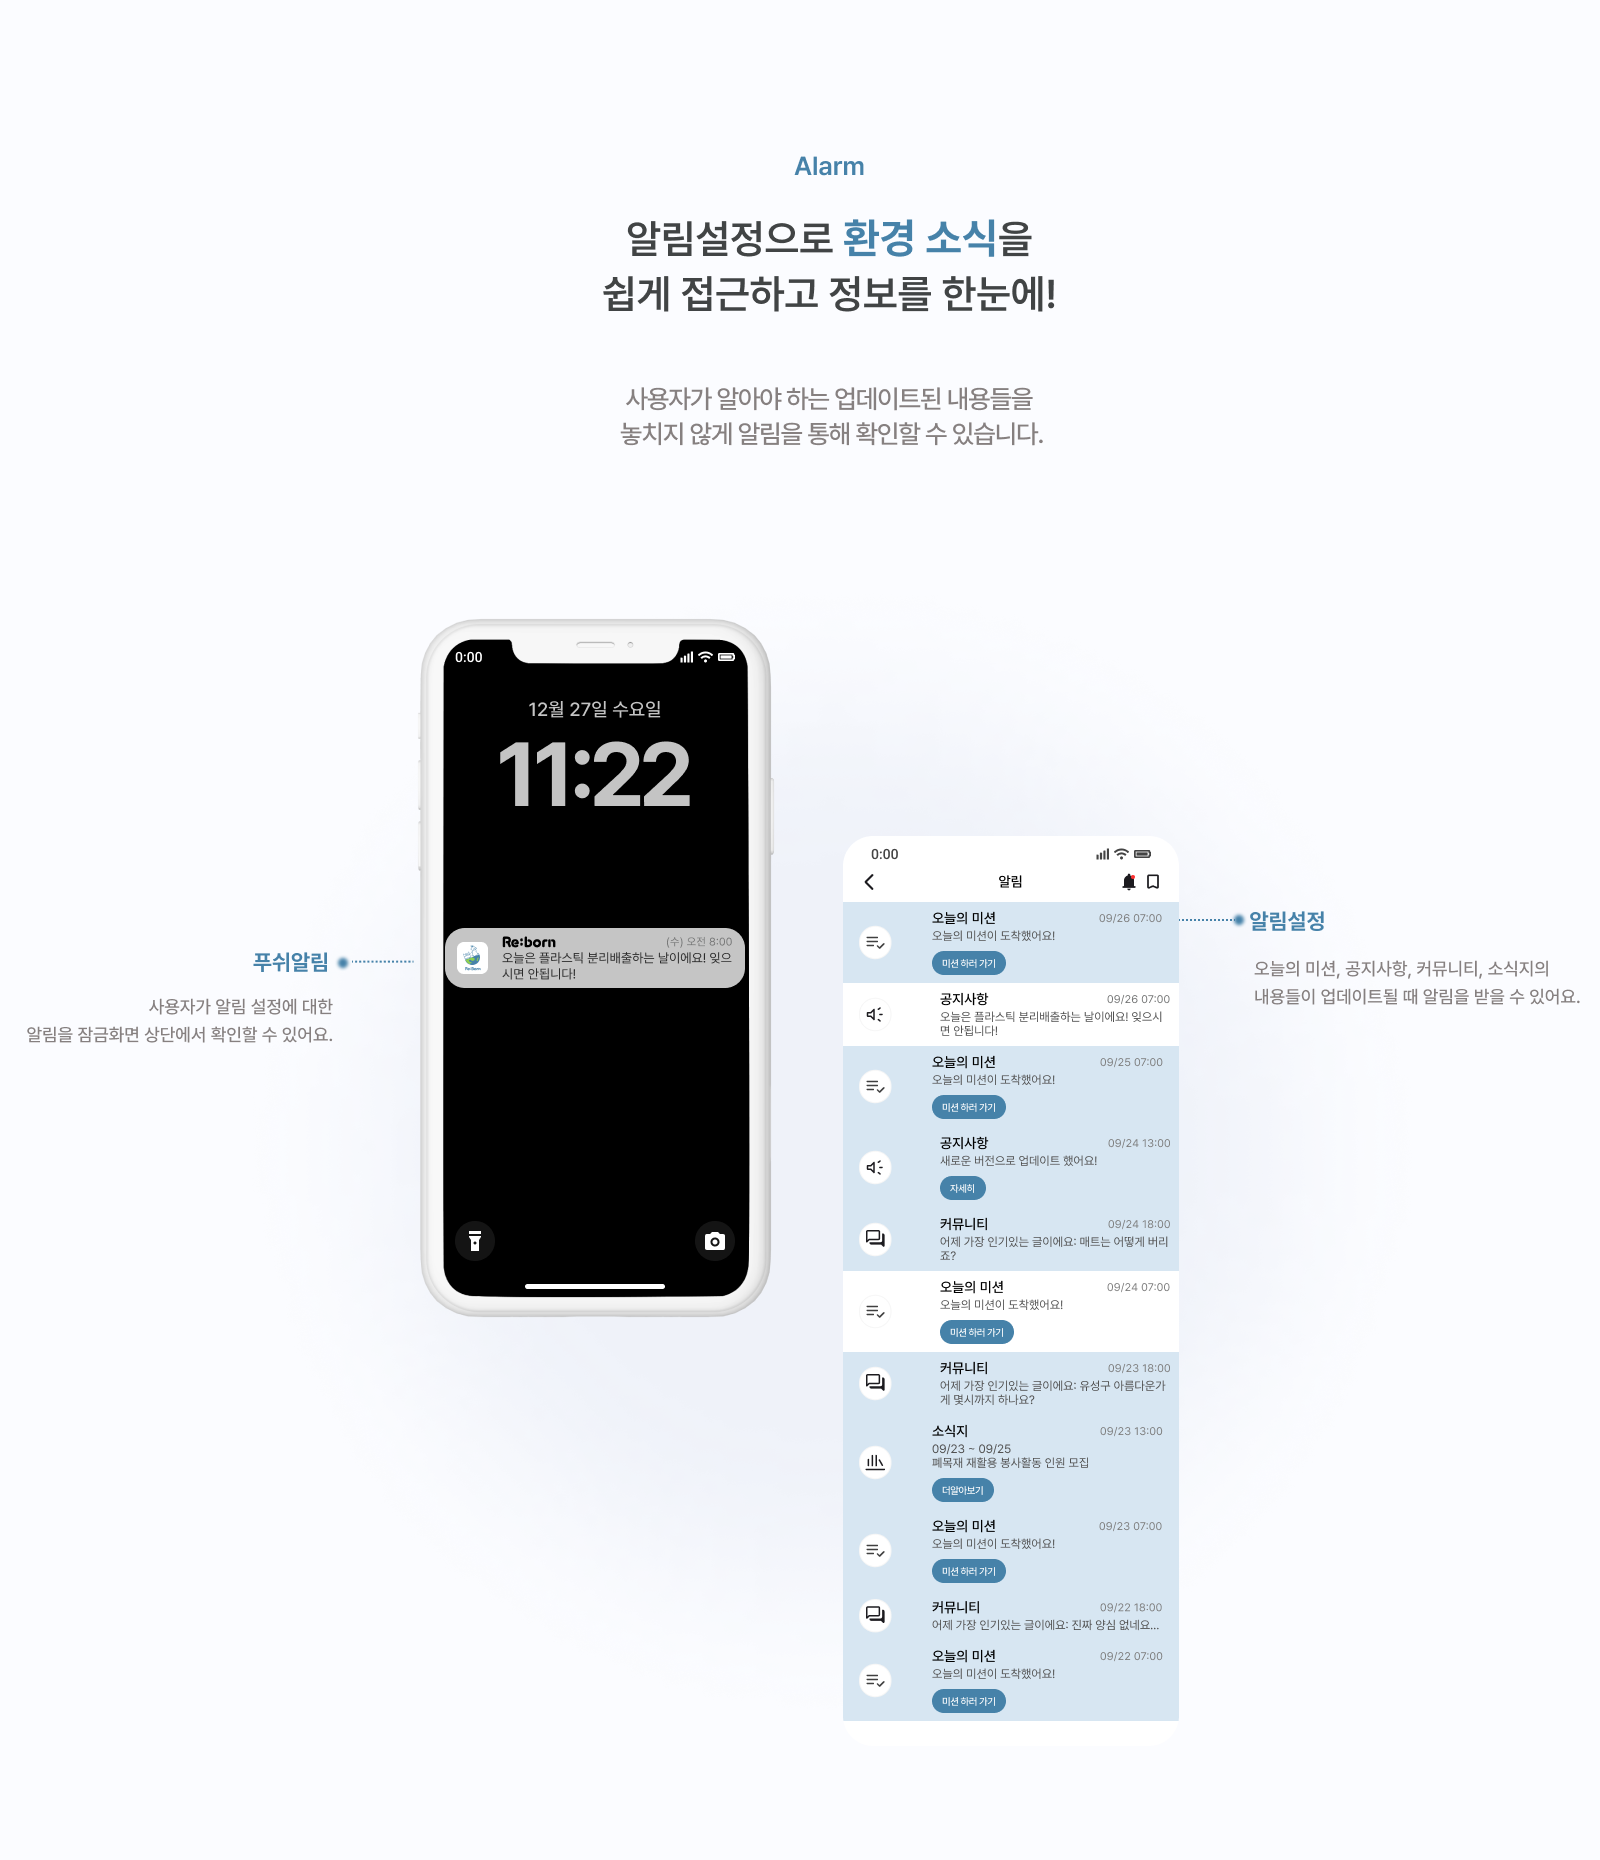 Alarm
알림설정으로 환경 소식을
쉽게 접근하고 정보를 한눈에!
사용자가 알아야 하는 업데이트된 내용들을
놓치지 않게 알림을 통해 확인할 수 있습니다.
0:00
12월 27일 수요일
11:22
Re:born
(수) 오전 8:00
오늘은 플라스틱 분리배출하는 날이에요! 잊으
시면 안됩니다!
푸쉬알림
사용자가 알림 설정에 대한
알림을 잠금화면 상단에서 확인할 수 있어요.
0:00
알림
오늘의 미션
09/26 07:00
오늘의 미션이 도착했어요!
미션 하러 가기
공지사항
09/26 07:00
오늘은 플라스틱 분리배출하는 날이에요! 잊으시
면 안됩니다!
오늘의 미션
09/25 07:00
오늘의 미션이 도착했어요!
미션 하러 가기
공지사항
09/24 13:00
새로운 버전으로 업데이트 했어요!
자세히
커뮤니티
09/24 18:00
어제 가장 인기있는 글이에요: 매트는 어떻게 버리
죠?
오늘의 미션
09/24 07:00
오늘의 미션이 도착했어요!
미션 하러 가기
커뮤니티
09/23 18:00
어제 가장 인기있는 글이에요: 유성구 아름다운가
게 몇시까지 하나요?
소식지
09/23 13:00
09/23 ~ 09/25
폐목재 재활용 봉사활동 인원 모집
더알아보기
오늘의 미션
09/23 07:00
오늘의 미션이 도착했어요!
미션 하러 가기
커뮤니티
09/22 18:00
어제 가장 인기있는 글이에요: 진짜 양심 없네요...
오늘의 미션
09/22 07:00
오늘의 미션이 도착했어요!
미션 하러 가기
알림설정
오늘의 미션, 공지사항, 커뮤니티, 소식지의
내용들이 업데이트될 때 알림을 받을 수 있어요.